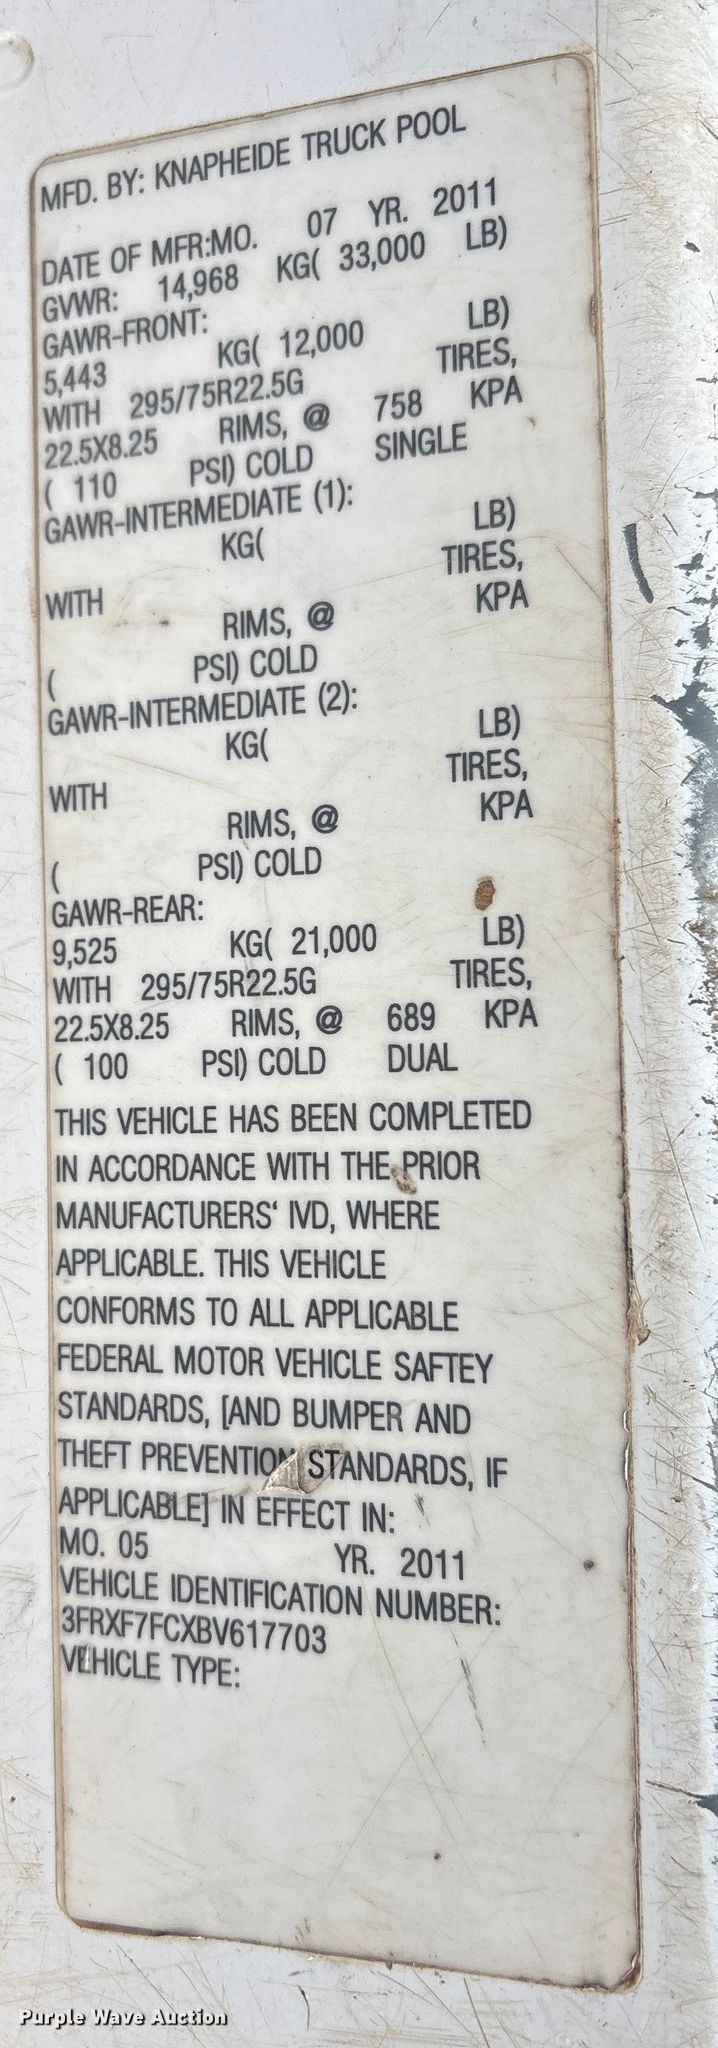 MFD. BY: KNAPHEIDE TRUCK POOL
DATE OF MFR:MO. 07 YR. 2011
GVWR: 14,968 KG( 33,000 LB)
GAWR-FRONT:
5,443 KG( 12,000 LB)
WITH 295/75R22.5G TIRES,
22.5X8.25 RIMS, @ 758 KPA
( 110 PSI) COLD SINGLE
GAWR-INTERMEDIATE (1):
KG( LB)
WITH TIRES,
RIMS, @ KPA
( PSI) COLD
GAWR-INTERMEDIATE (2):
KG( LB)
WITH TIRES,
RIMS, @ KPA
( PSI) COLD
GAWR-REAR:
9,525 KG( 21,000 LB)
WITH 295/75R22.5G TIRES,
22.5X8.25 RIMS, @ 689 KPA
( 100 PSI) COLD DUAL
THIS VEHICLE HAS BEEN COMPLETED
IN ACCORDANCE WITH THE PRIOR
MANUFACTURERS' IVD, WHERE
APPLICABLE. THIS VEHICLE
CONFORMS TO ALL APPLICABLE
FEDERAL MOTOR VEHICLE SAFTEY
STANDARDS, [AND BUMPER AND
THEFT PREVENTION STANDARDS, IF
APPLICABLE] IN EFFECT IN:
MO. 05 YR. 2011
VEHICLE IDENTIFICATION NUMBER:
3FRXF7FCXBV617703
VEHICLE TYPE:
Purple Wave Auction